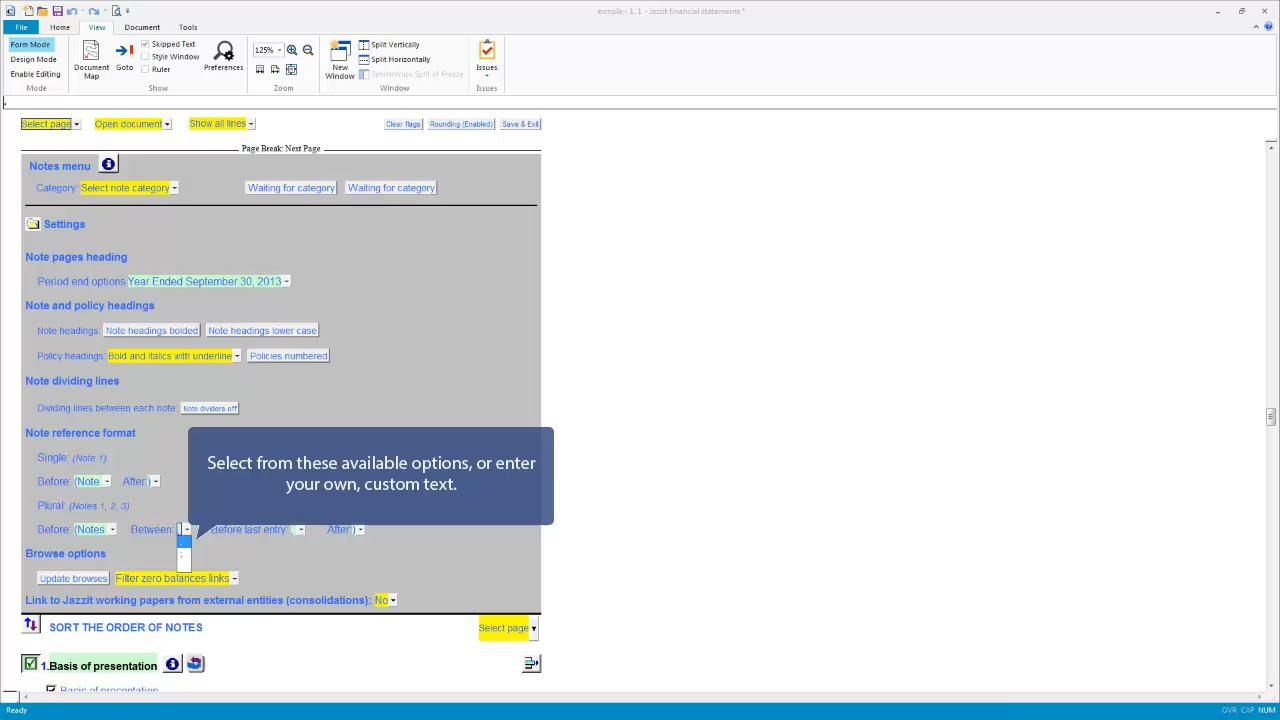 exmple - 1. 1 - Jazzit financial statements *
File Home View Document Tools
Form Mode
Design Mode
Enable Editing
Mode
Document Map
Goto
Skipped Text
Style Window
Ruler
Preferences
Show
125%
Zoom
New Window
Split Vertically
Split Horizontally
Synchronize Split of Freeze
Window
Issues
Issues
Select page Open document Show all lines Clear flags Rounding (Enabled) Save & Exit
Page Break: Next Page
Notes menu
Category: Select note category Waiting for category Waiting for category
Settings
Note pages heading
Period end options Year Ended September 30, 2013
Note and policy headings
Note headings: Note headings bolded Note headings lower case
Policy headings: Bold and italics with underline Policies numbered
Note dividing lines
Dividing lines between each note: Note dividers off
Note reference format
Single: (Note 1)
Before: (Note After )
Plural: (Notes 1, 2, 3)
Before: (Notes Between: Before last entry: After )
Select from these available options, or enter
your own, custom text.
Browse options
Update browses Filter zero balances links
Link to Jazzit working papers from external entities (consolidations): No
SORT THE ORDER OF NOTES Select page
1. Basis of presentation
Basis of presentation
Ready OVR CAP NUM